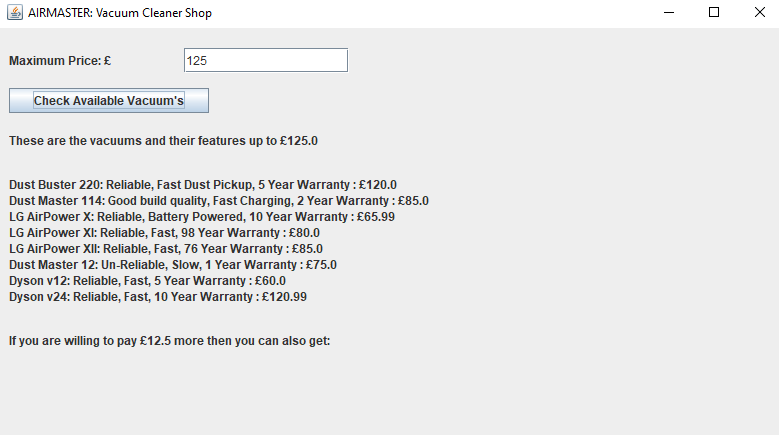 AIRMASTER: Vacuum Cleaner Shop
Maximum Price: £ 125
Check Available Vacuum's
These are the vacuums and their features up to £125.0
Dust Buster 220: Reliable, Fast Dust Pickup, 5 Year Warranty : £120.0
Dust Master 114: Good build quality, Fast Charging, 2 Year Warranty : £85.0
LG AirPower X: Reliable, Battery Powered, 10 Year Warranty : £65.99
LG AirPower XI: Reliable, Fast, 98 Year Warranty : £80.0
LG AirPower XII: Reliable, Fast, 76 Year Warranty : £85.0
Dust Master 12: Un-Reliable, Slow, 1 Year Warranty : £75.0
Dyson v12: Reliable, Fast, 5 Year Warranty : £60.0
Dyson v24: Reliable, Fast, 10 Year Warranty : £120.99
If you are willing to pay £12.5 more then you can also get: